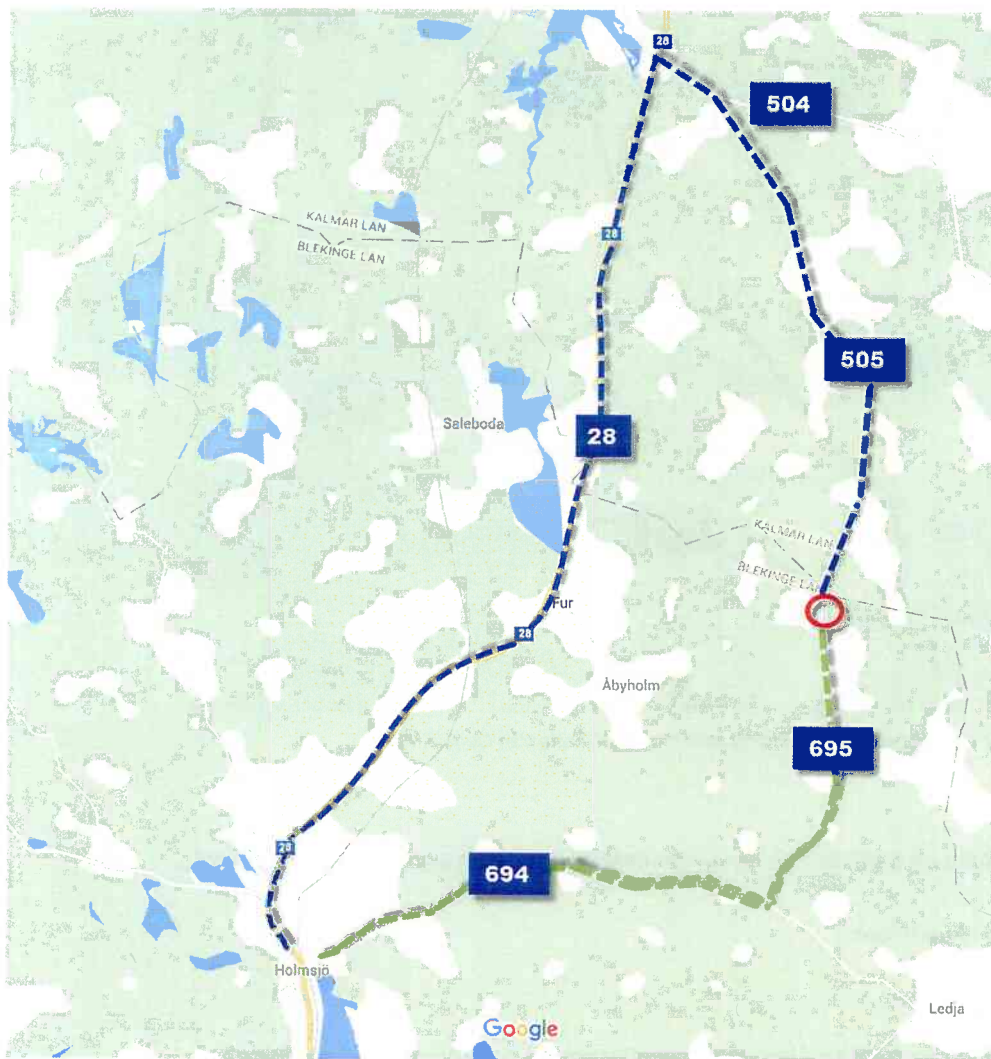 28
504
KALMAR LÄN
BLEKINGE LÄN
28
505
Saleboda
28
KALMAR LÄN
BLEKINGE LÄN
Fur
28
Åbyholm
695
28
694
Holmsjö
Ledja
Google